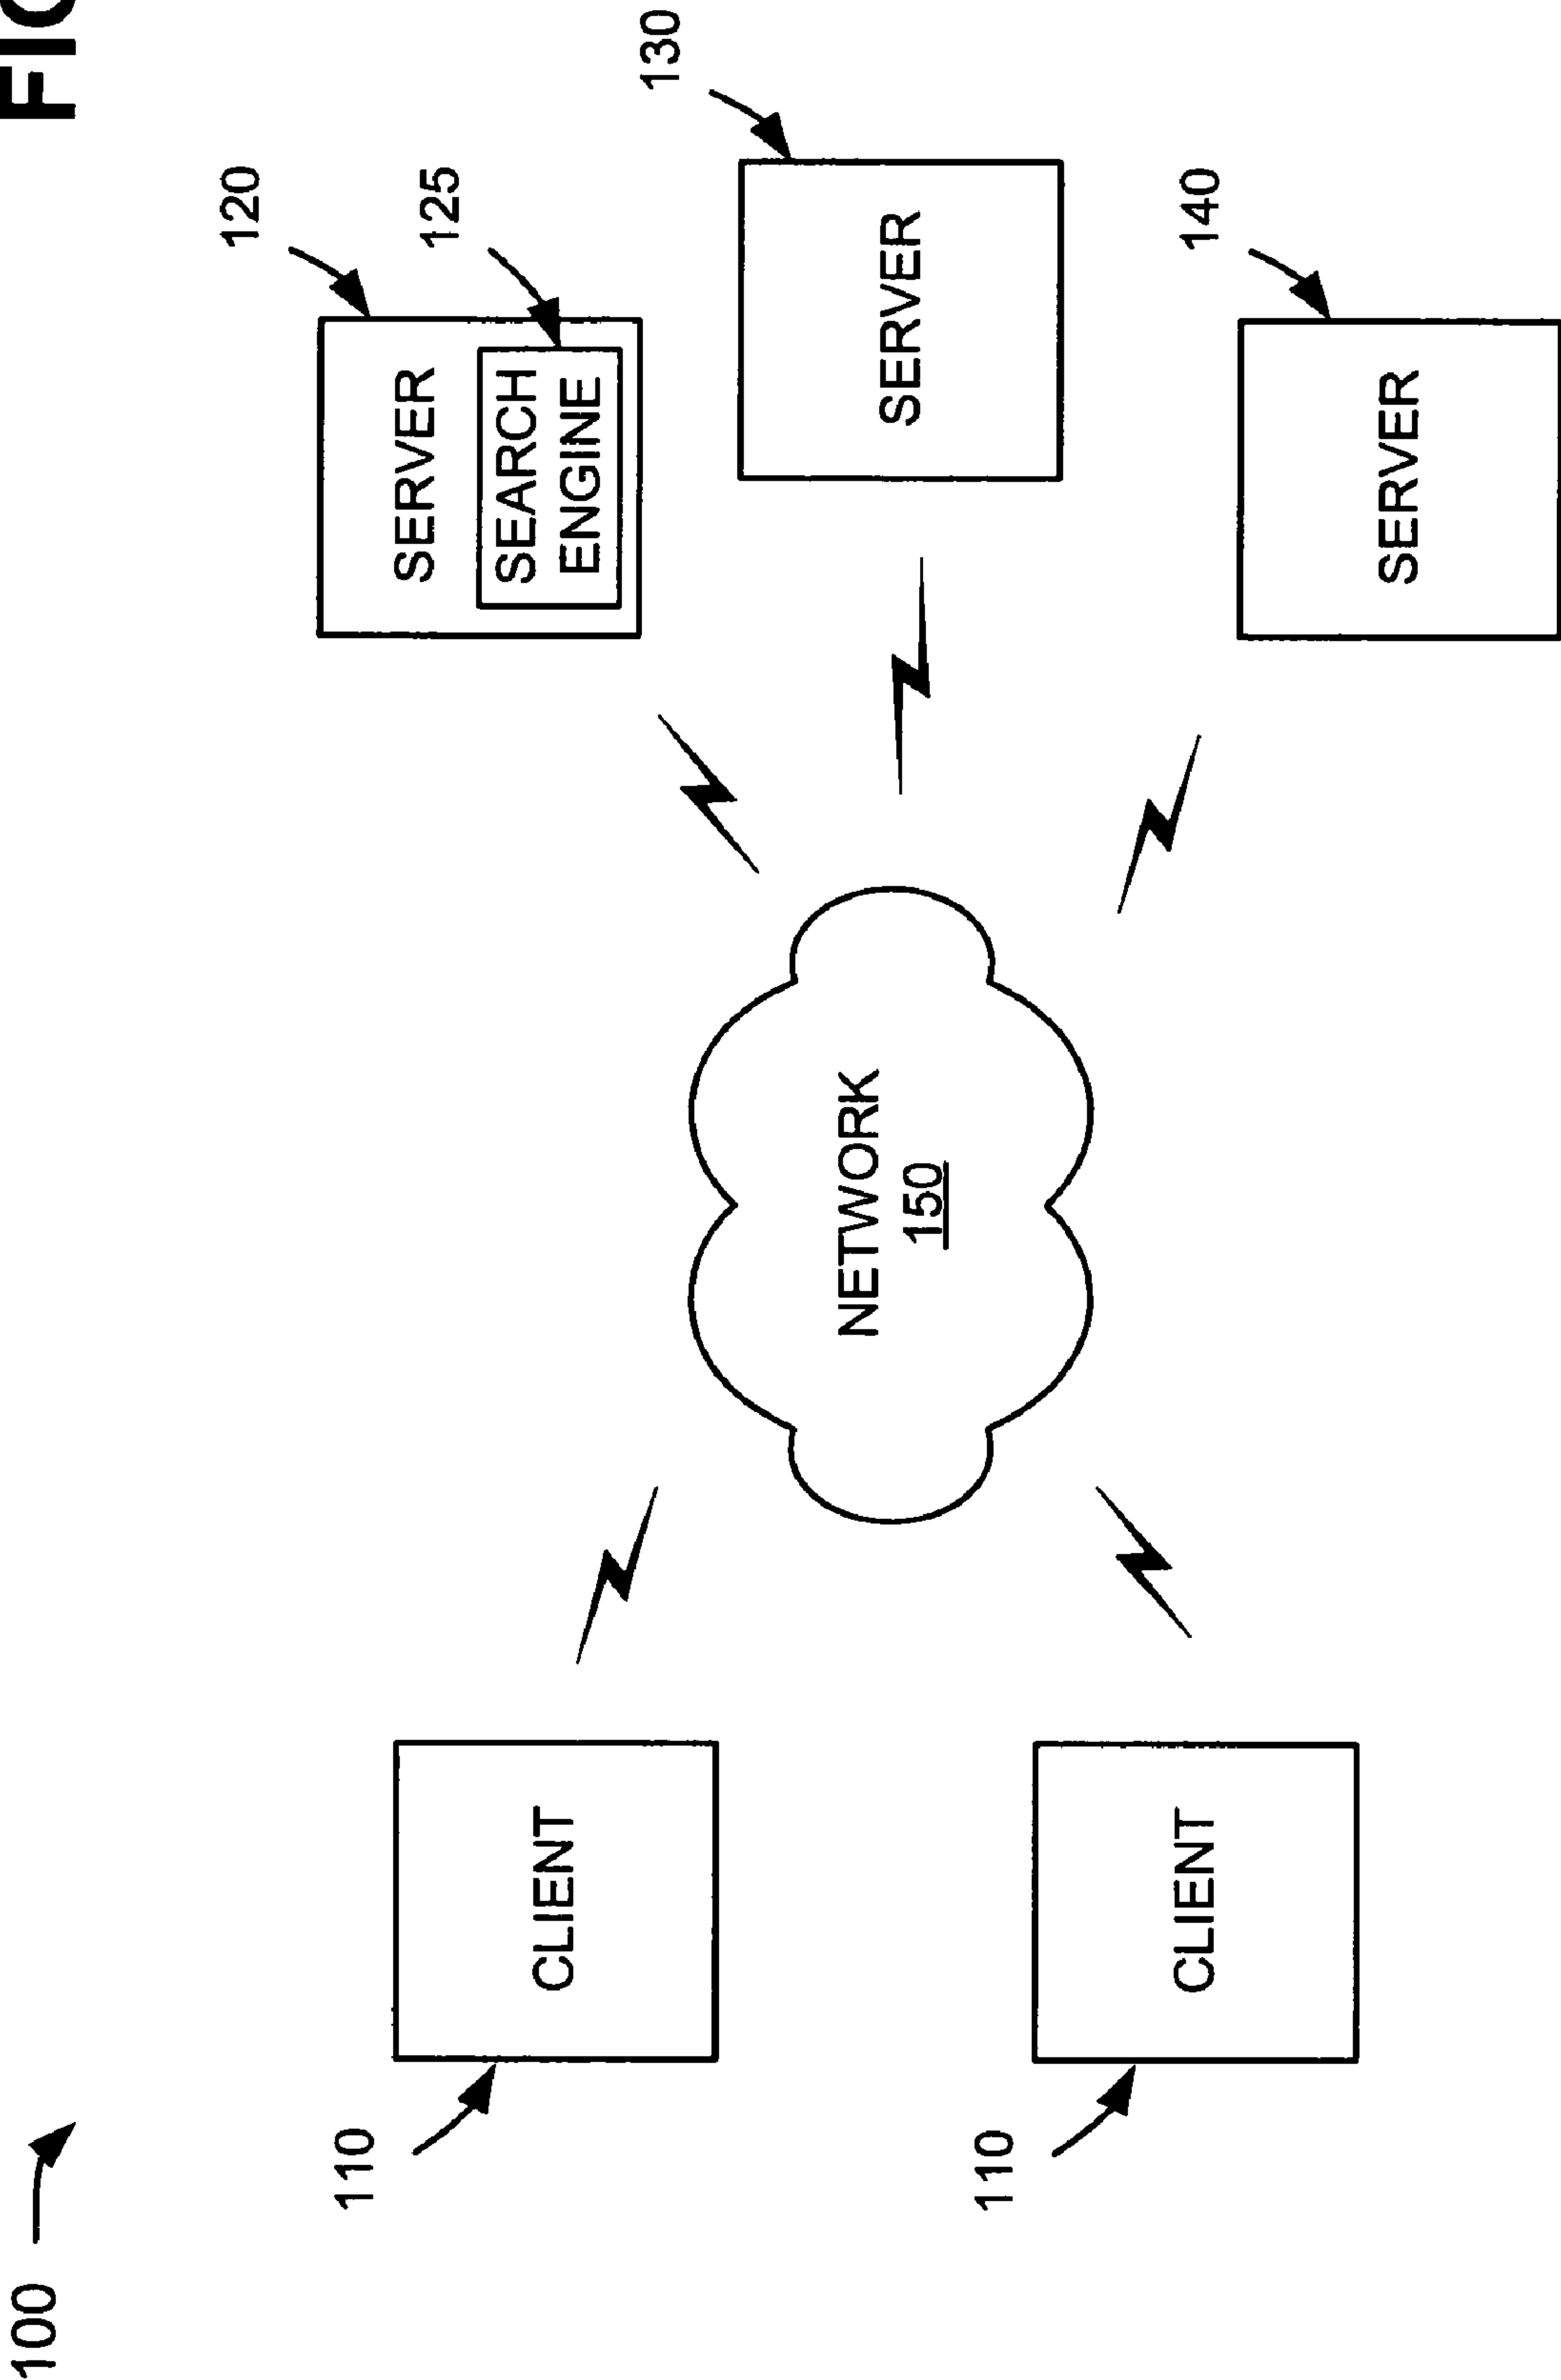 FIG
100
110
CLIENT
110
CLIENT
NETWORK
150
120
SERVER
125
SEARCH
ENGINE
130
SERVER
140
SERVER